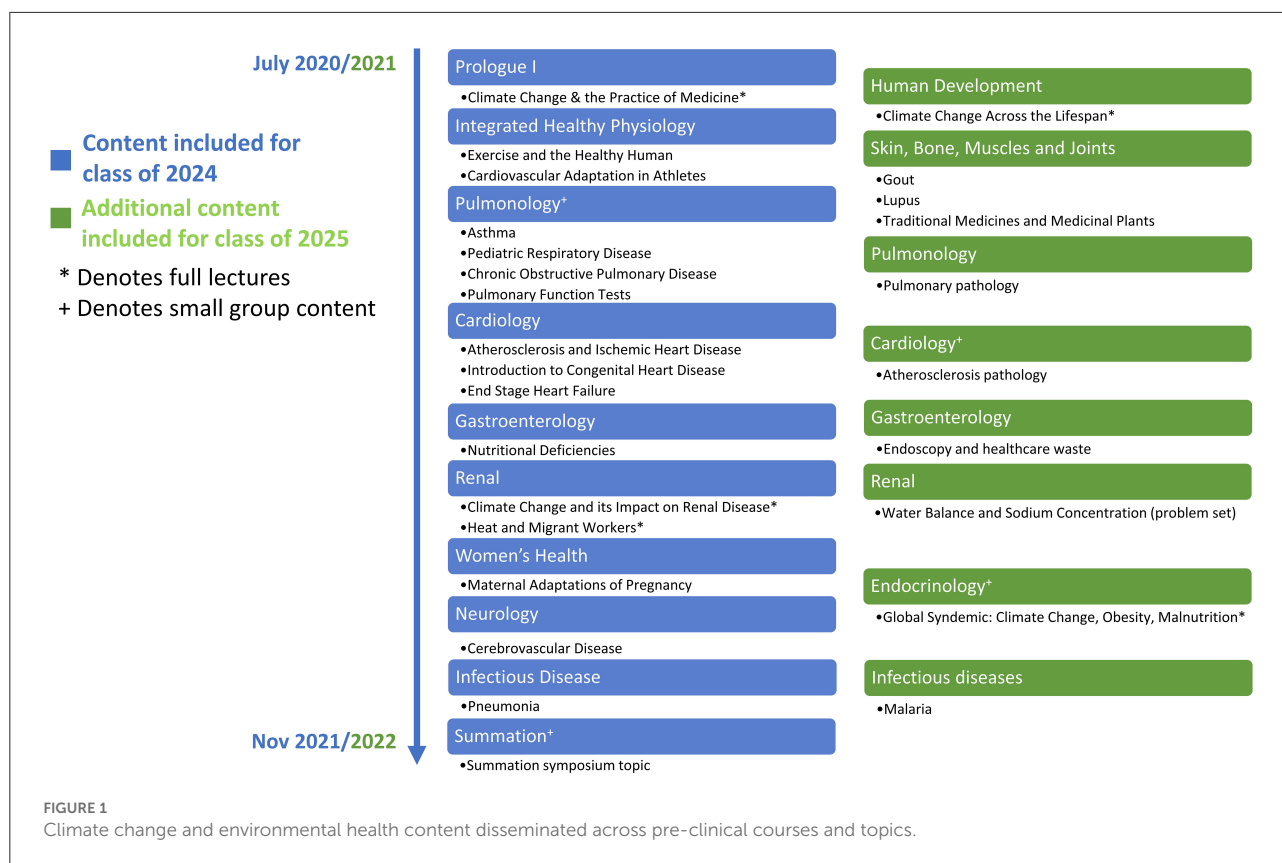 July 2020/2021
Content included for
class of 2024
Additional content
included for class of 2025
* Denotes full lectures
+ Denotes small group content
Nov 2021/2022
Prologue I
•Climate Change & the Practice of Medicine*
Integrated Healthy Physiology
•Exercise and the Healthy Human
•Cardiovascular Adaptation in Athletes
Pulmonology+
•Asthma
•Pediatric Respiratory Disease
•Chronic Obstructive Pulmonary Disease
•Pulmonary Function Tests
Cardiology
•Atherosclerosis and Ischemic Heart Disease
•Introduction to Congenital Heart Disease
•End Stage Heart Failure
Gastroenterology
•Nutritional Deficiencies
Renal
•Climate Change and its Impact on Renal Disease*
•Heat and Migrant Workers*
Women's Health
•Maternal Adaptations of Pregnancy
Neurology
•Cerebrovascular Disease
Infectious Disease
•Pneumonia
Summation+
•Summation symposium topic
Human Development
•Climate Change Across the Lifespan*
Skin, Bone, Muscles and Joints
•Gout
•Lupus
•Traditional Medicines and Medicinal Plants
Pulmonology
•Pulmonary pathology
Cardiology+
•Atherosclerosis pathology
Gastroenterology
•Endoscopy and healthcare waste
Renal
•Water Balance and Sodium Concentration (problem set)
Endocrinology+
•Global Syndemic: Climate Change, Obesity, Malnutrition*
Infectious diseases
•Malaria
FIGURE 1
Climate change and environmental health content disseminated across pre-clinical courses and topics.